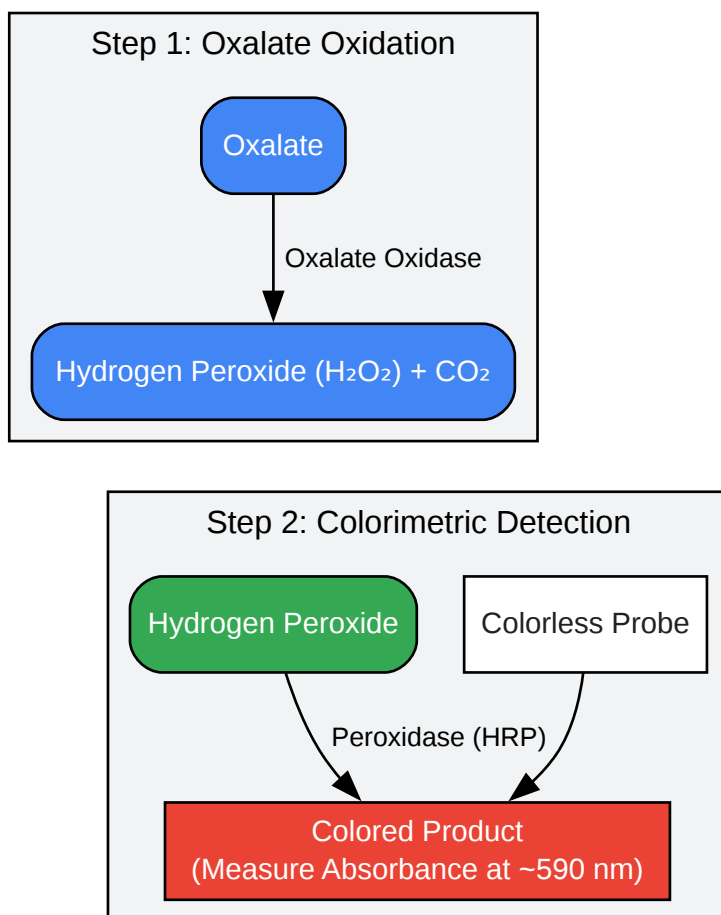 Step 1: Oxalate Oxidation
Oxalate
Oxalate Oxidase
Hydrogen Peroxide (H₂O₂) + CO₂
Step 2: Colorimetric Detection
Hydrogen Peroxide
Colorless Probe
Peroxidase (HRP)
Colored Product
(Measure Absorbance at ~590 nm)